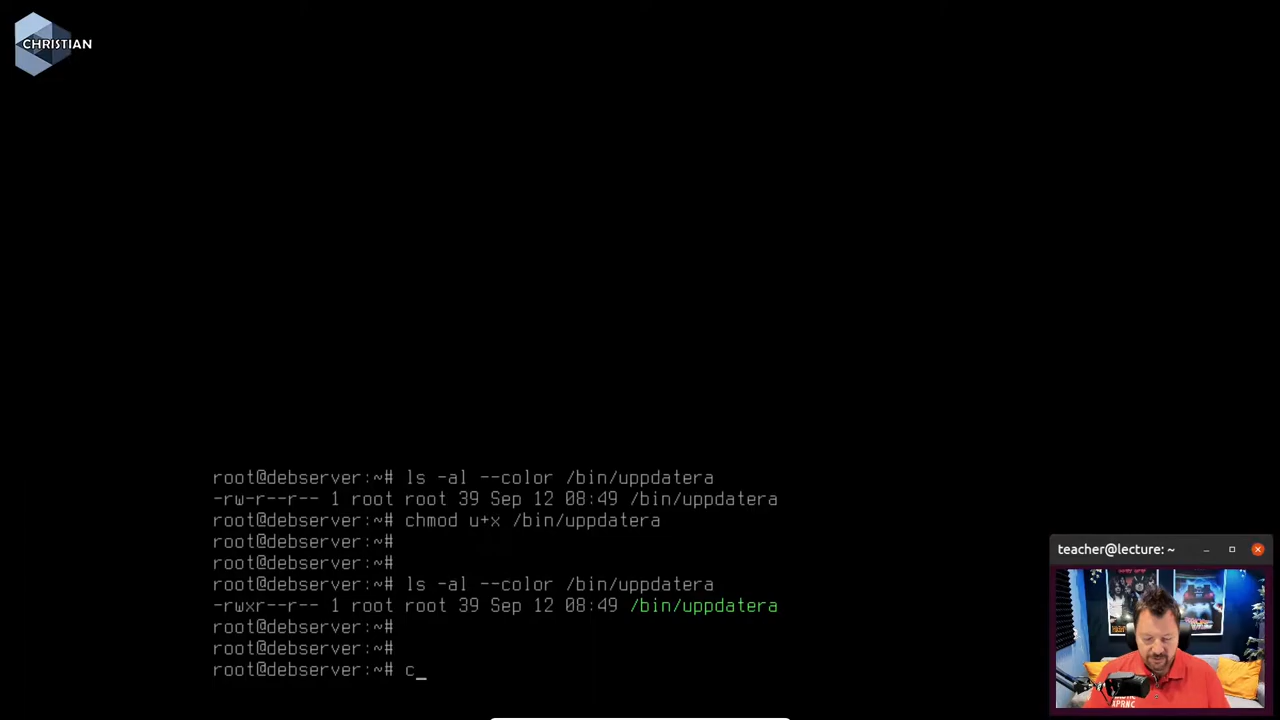 CHRISTIAN
root@debserver:~# ls -al --color /bin/uppdatera
-rw-r--r-- 1 root root 39 Sep 12 08:49 /bin/uppdatera
root@debserver:~# chmod u+x /bin/uppdatera
root@debserver:~#
root@debserver:~#
root@debserver:~# ls -al --color /bin/uppdatera
-rwxr--r-- 1 root root 39 Sep 12 08:49 /bin/uppdatera
root@debserver:~#
root@debserver:~#
root@debserver:~# c_
teacher@lecture: ~